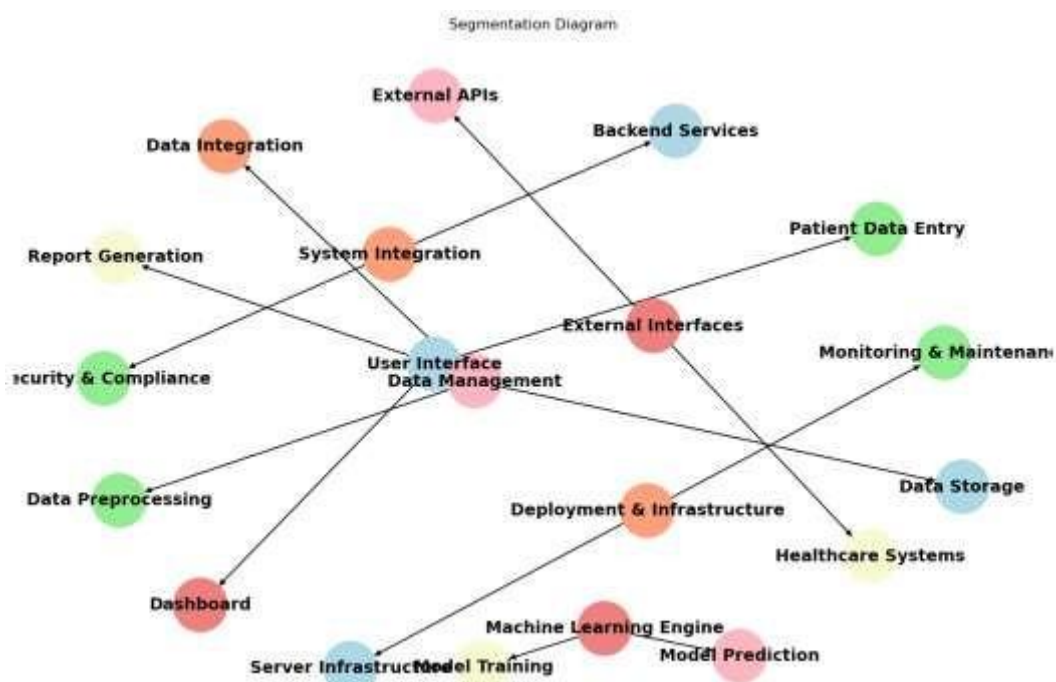 Segmentation Diagram
External APIs
Backend Services
Data Integration
Patient Data Entry
System Integration
Report Generation
External Interfaces
Monitoring & Maintenanc
User Interface
ecurity & Compliance
Data Management
Data Storage
Data Preprocessing
Deployment & Infrastructure
Healthcare Systems
Dashboard
Machine Learning Engine
Model Prediction
Server Infrastructure
Model Training